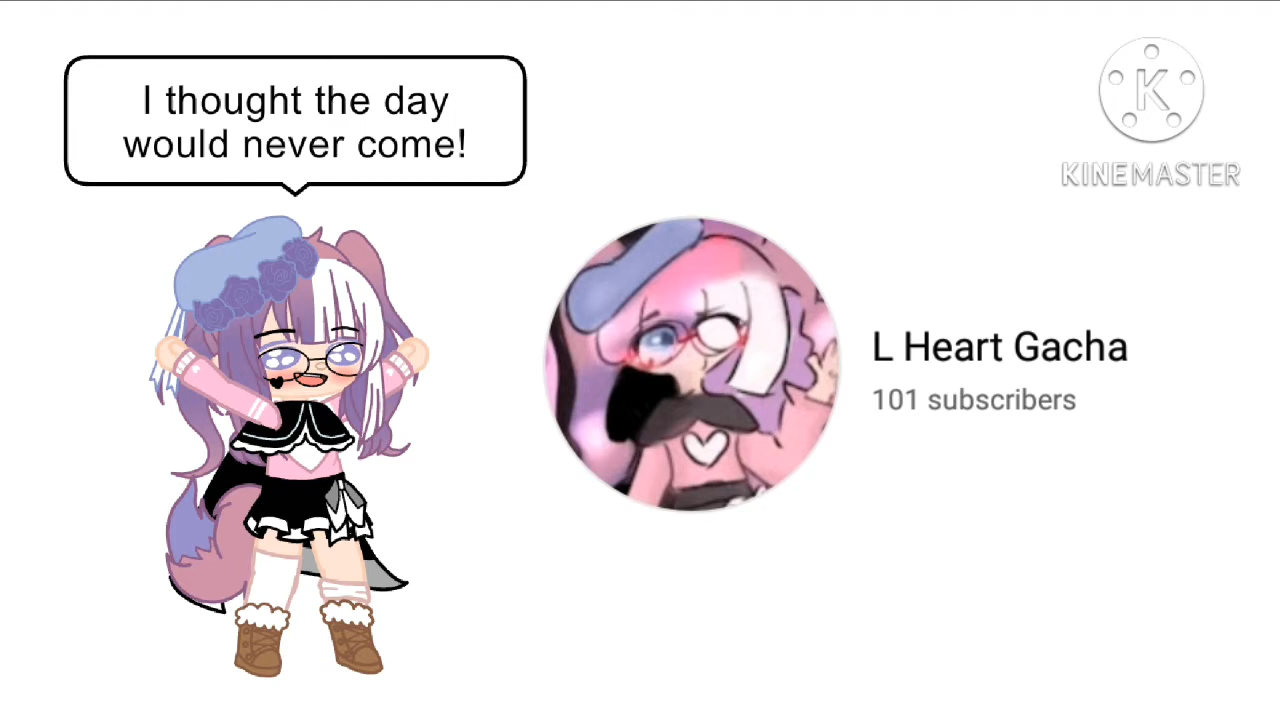 I thought the day
would never come!
K
KINEMASTER
L Heart Gacha
101 subscribers